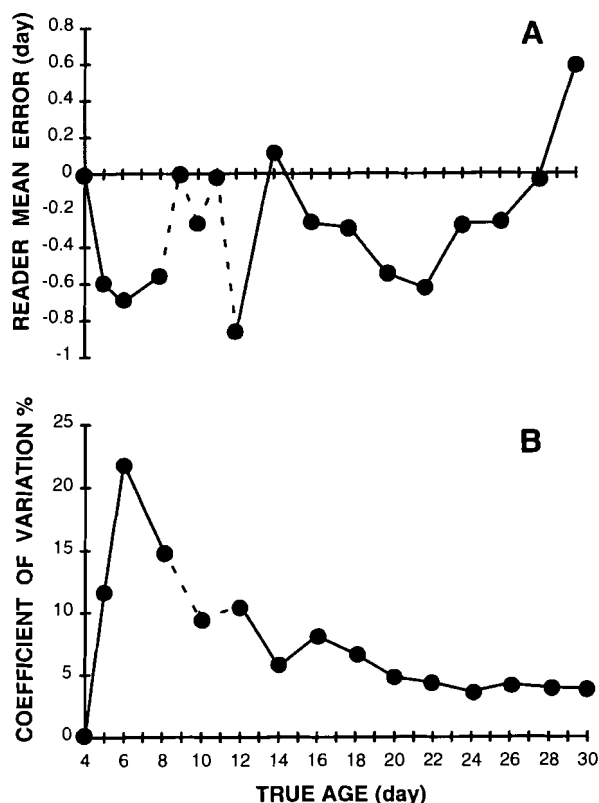 A
READER MEAN ERROR (day)
0.8
0.6
0.4
0.2
0
-0.2
-0.4
-0.6
-0.8
-1
B
COEFFICIENT OF VARIATION %
25
20
15
10
5
0
4 6 8 10 12 14 16 18 20 22 24 26 28 30
TRUE AGE (day)